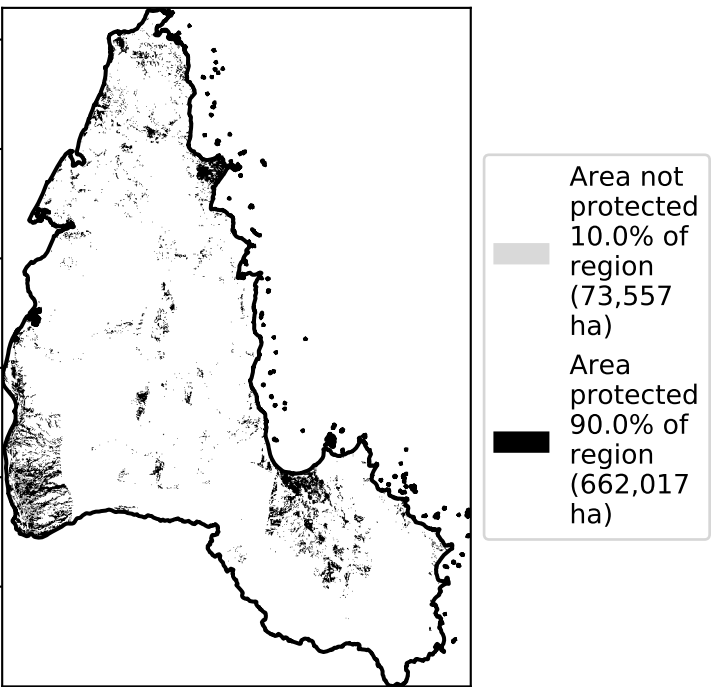 Area not
protected
10.0% of
region
(73,557
ha)
Area
protected
90.0% of
region
(662,017
ha)